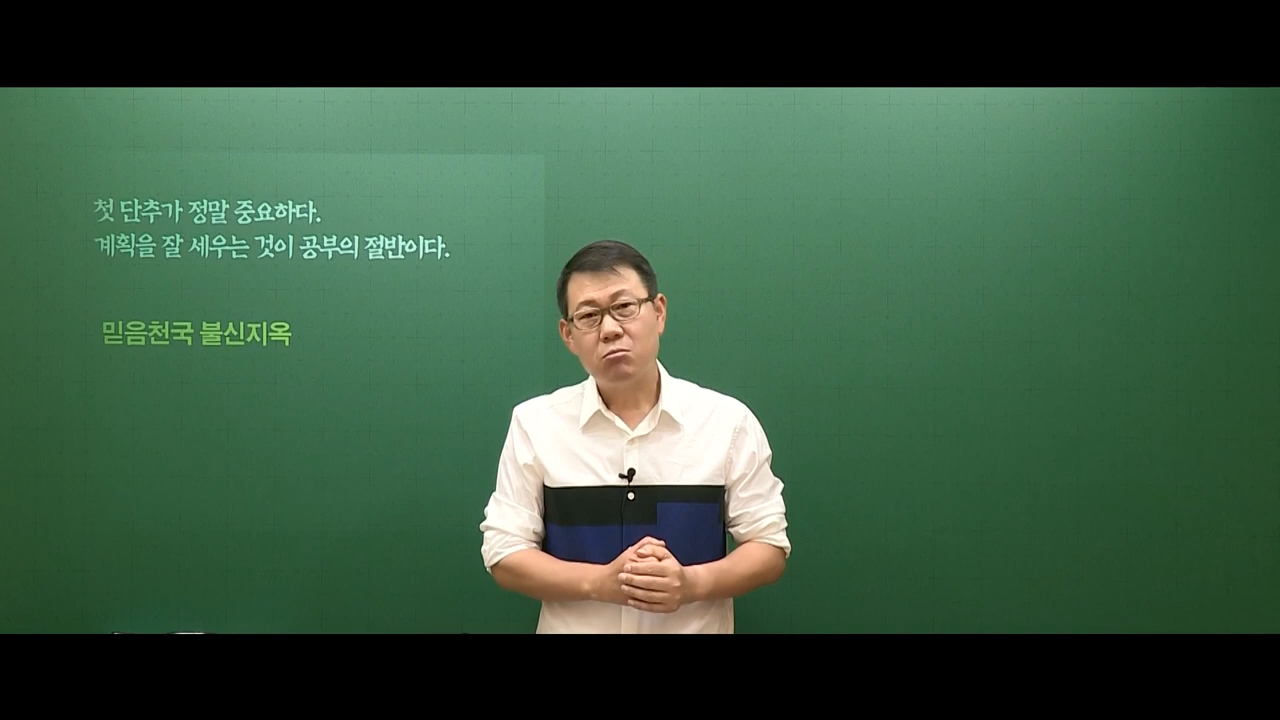 첫 단추가 정말 중요하다.
계획을 잘 세우는 것이 공부의 절반이다.
믿음천국 불신지옥